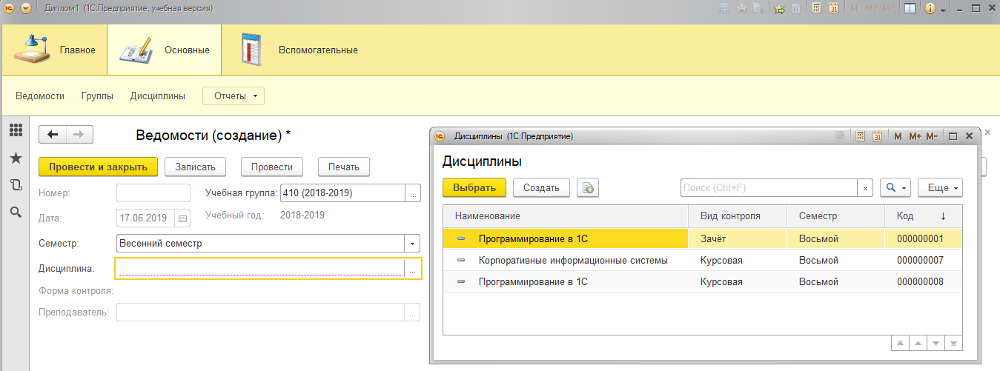 Диплом1 (1С:Предприятие, учебная версия)
M M+ M-
Главное Основные Вспомогательные
Ведомости Группы Дисциплины Отчеты
Ведомости (создание) *
Провести и закрыть Записать Провести Печать
Номер: Учебная группа: 410 (2018-2019) ...
Дата: 17.06.2019 Учебный год: 2018-2019
Семестр: Весенний семестр
Дисциплина: ...
Форма контроля:
Преподаватель: ...
Дисциплины (1С:Предприятие) 31 M M+ M-
Дисциплины
Выбрать Создать Поиск (Ctrl+F) × Еще
Наименование Вид контроля Семестр Код ↓
Программирование в 1С Зачёт Восьмой 000000001
Корпоративные информационные системы Курсовая Восьмой 000000007
Программирование в 1С Курсовая Восьмой 000000008